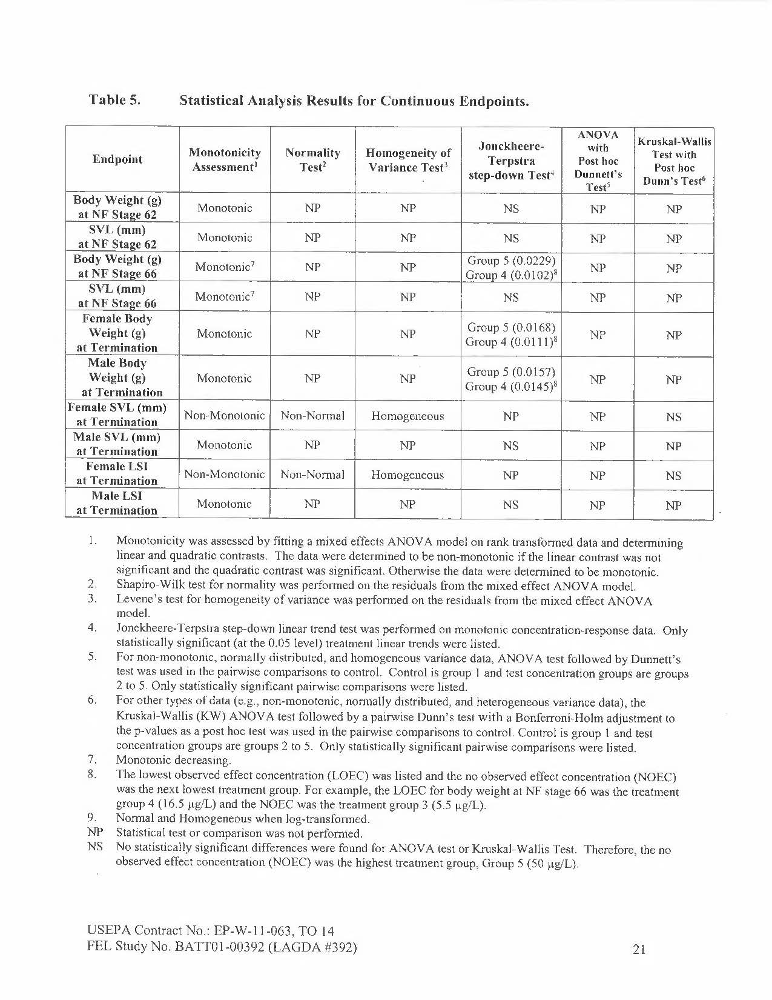 Table 5. Statistical Analysis Results for Continuous Endpoints.
Endpoint
Monotonicity
Assessment¹
Normality
Test²
Homogeneity of
Variance Test³
Jonckheere-
Terpstra
step-down Test⁴
ANOVA
with
Post hoc
Dunnett's
Test⁵
Kruskal-Wallis
Test with
Post hoc
Dunn's Test⁶
Body Weight (g)
at NF Stage 62
Monotonic NP NP NS NP NP
SVL (mm)
at NF Stage 62
Monotonic NP NP NS NP NP
Body Weight (g)
at NF Stage 66
Monotonic⁷ NP NP
Group 5 (0.0229)
Group 4 (0.0102)⁸
NP NP
SVL (mm)
at NF Stage 66
Monotonic⁷ NP NP NS NP NP
Female Body
Weight (g)
at Termination
Monotonic NP NP
Group 5 (0.0168)
Group 4 (0.0111)⁸
NP NP
Male Body
Weight (g)
at Termination
Monotonic NP NP
Group 5 (0.0157)
Group 4 (0.0145)⁸
NP NP
Female SVL (mm)
at Termination
Non-Monotonic Non-Normal Homogeneous NP NP NS
Male SVL (mm)
at Termination
Monotonic NP NP NS NP NP
Female LSI
at Termination
Non-Monotonic Non-Normal Homogeneous NP NP NS
Male LSI
at Termination
Monotonic NP NP NS NP NP
1. Monotonicity was assessed by fitting a mixed effects ANOVA model on rank transformed data and determining
linear and quadratic contrasts. The data were determined to be non-monotonic if the linear contrast was not
significant and the quadratic contrast was significant. Otherwise the data were determined to be monotonic.
2. Shapiro-Wilk test for normality was performed on the residuals from the mixed effect ANOVA model.
3. Levene's test for homogeneity of variance was performed on the residuals from the mixed effect ANOVA
model.
4. Jonckheere-Terpstra step-down linear trend test was performed on monotonic concentration-response data. Only
statistically significant (at the 0.05 level) treatment linear trends were listed.
5. For non-monotonic, normally distributed, and homogeneous variance data, ANOVA test followed by Dunnett's
test was used in the pairwise comparisons to control. Control is group 1 and test concentration groups are groups
2 to 5. Only statistically significant pairwise comparisons were listed.
6. For other types of data (e.g., non-monotonic, normally distributed, and heterogeneous variance data), the
Kruskal-Wallis (KW) ANOVA test followed by a pairwise Dunn's test with a Bonferroni-Holm adjustment to
the p-values as a post hoc test was used in the pairwise comparisons to control. Control is group 1 and test
concentration groups are groups 2 to 5. Only statistically significant pairwise comparisons were listed.
7. Monotonic decreasing.
8. The lowest observed effect concentration (LOEC) was listed and the no observed effect concentration (NOEC)
was the next lowest treatment group. For example, the LOEC for body weight at NF stage 66 was the treatment
group 4 (16.5 µg/L) and the NOEC was the treatment group 3 (5.5 µg/L).
9. Normal and Homogeneous when log-transformed.
NP Statistical test or comparison was not performed.
NS No statistically significant differences were found for ANOVA test or Kruskal-Wallis Test. Therefore, the no
observed effect concentration (NOEC) was the highest treatment group, Group 5 (50 µg/L).
USEPA Contract No.: EP-W-11-063, TO 14
FEL Study No. BATT01-00392 (LAGDA #392)
21